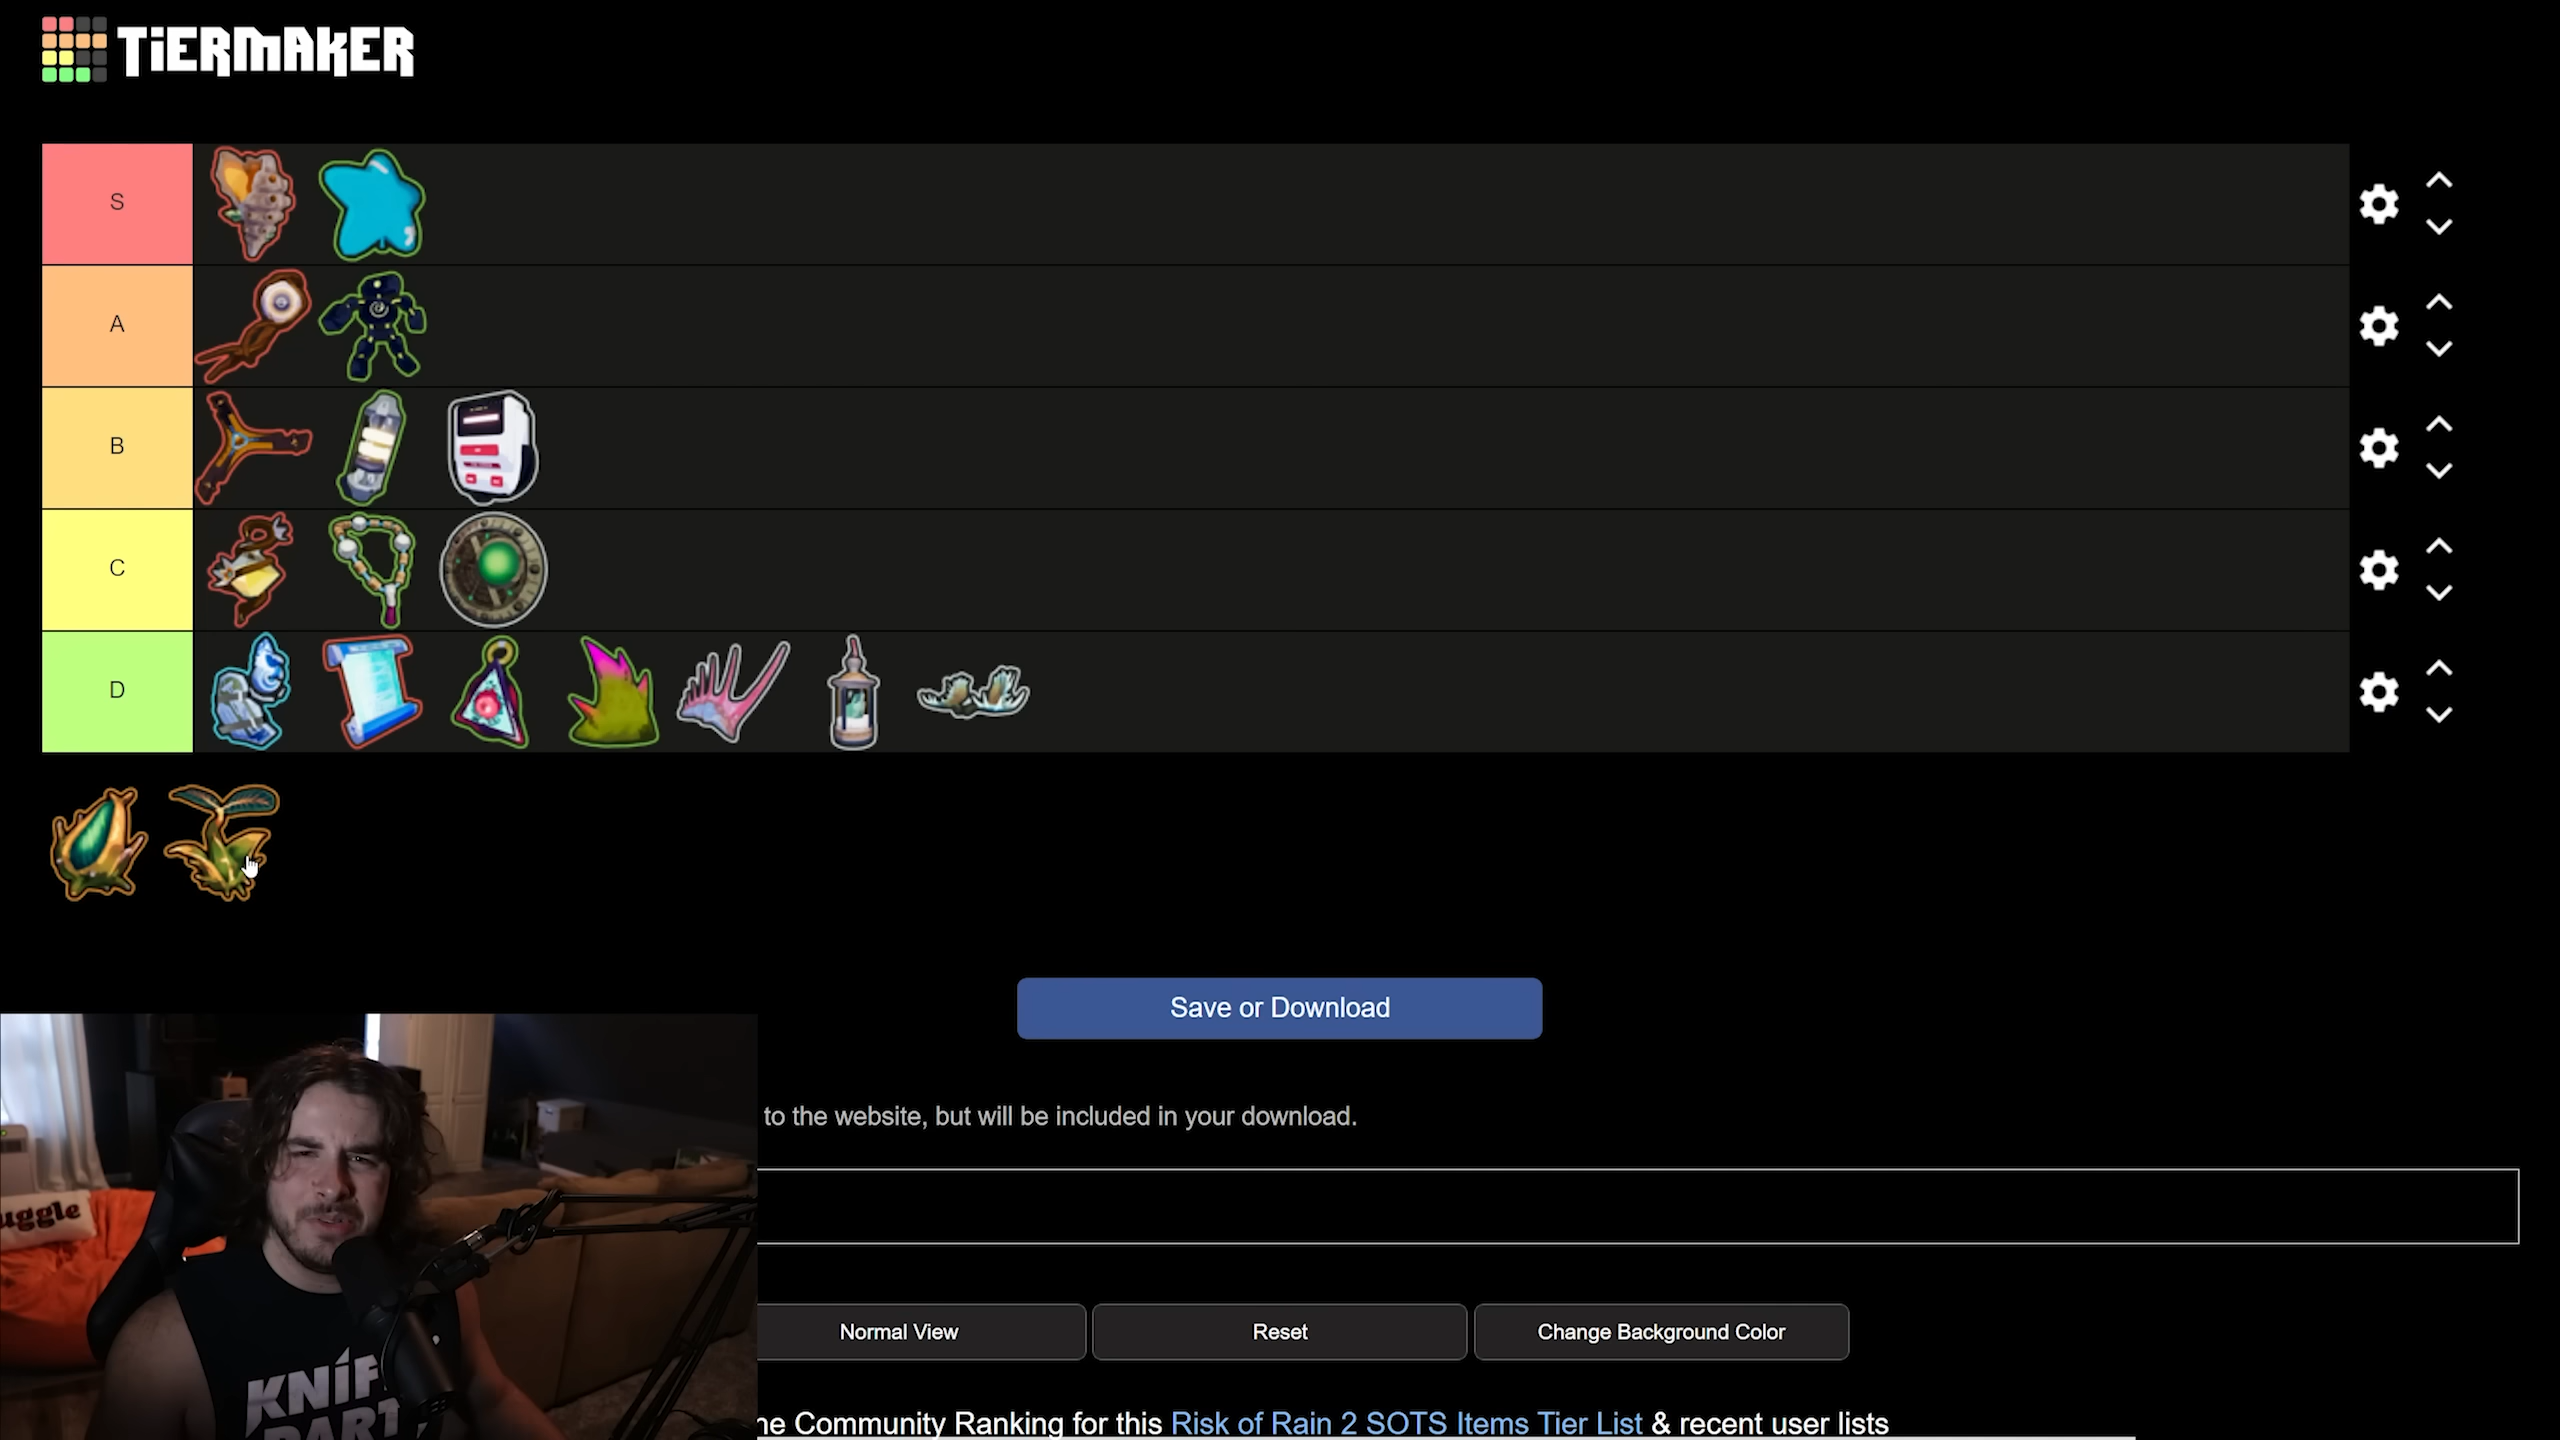 TiERMAKER
S
A
B
C
D
Save or Download
to the website, but will be included in your download.
uggle
KNiF
PART
Normal View
Reset
Change Background Color
he Community Ranking for this Risk of Rain 2 SOTS Items Tier List & recent user lists